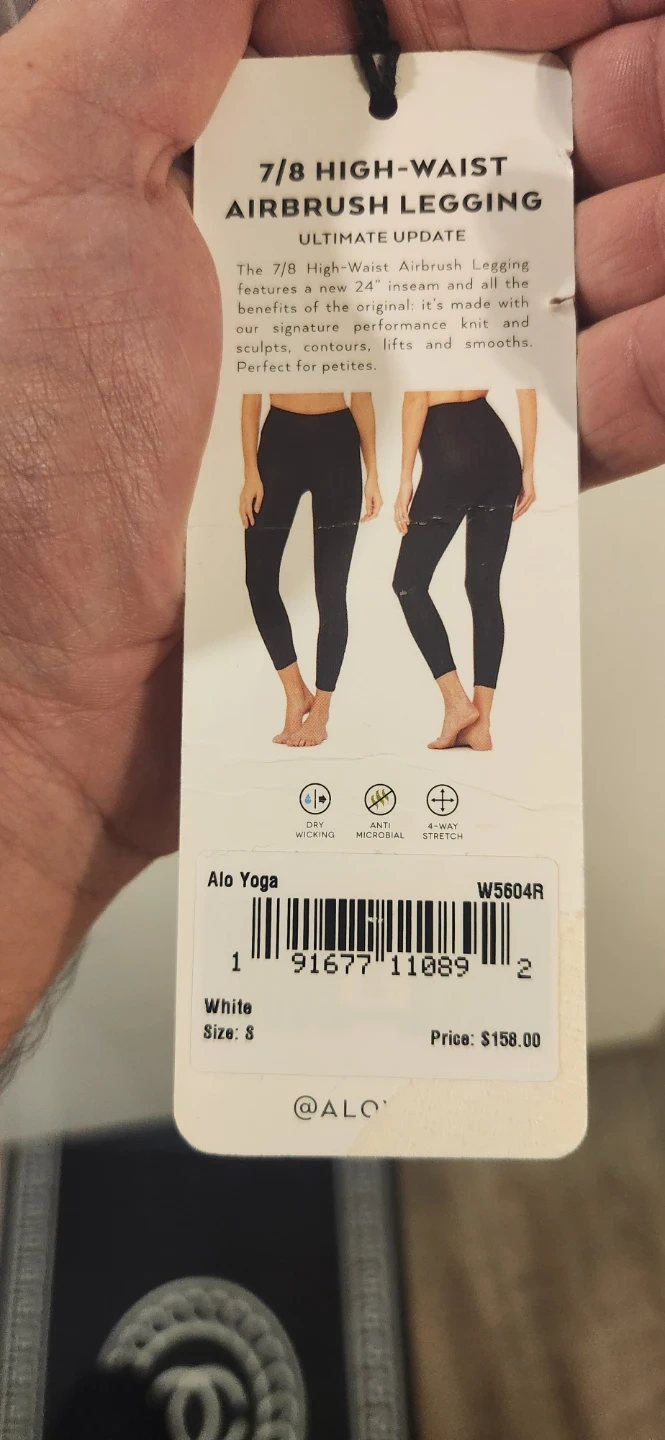 7/8 HIGH-WAIST
AIRBRUSH LEGGING
ULTIMATE UPDATE
The 7/8 High-Waist Airbrush Legging
features a new 24" inseam and all the
benefits of the original: it's made with
our signature performance knit and
sculpts, contours, lifts and smooths.
Perfect for petites.
DRY
WICKING
ANTI
MICROBIAL
4-WAY
STRETCH
Alo Yoga
W5604R
1 91677 11089 2
White
Size: S
Price: $158.00